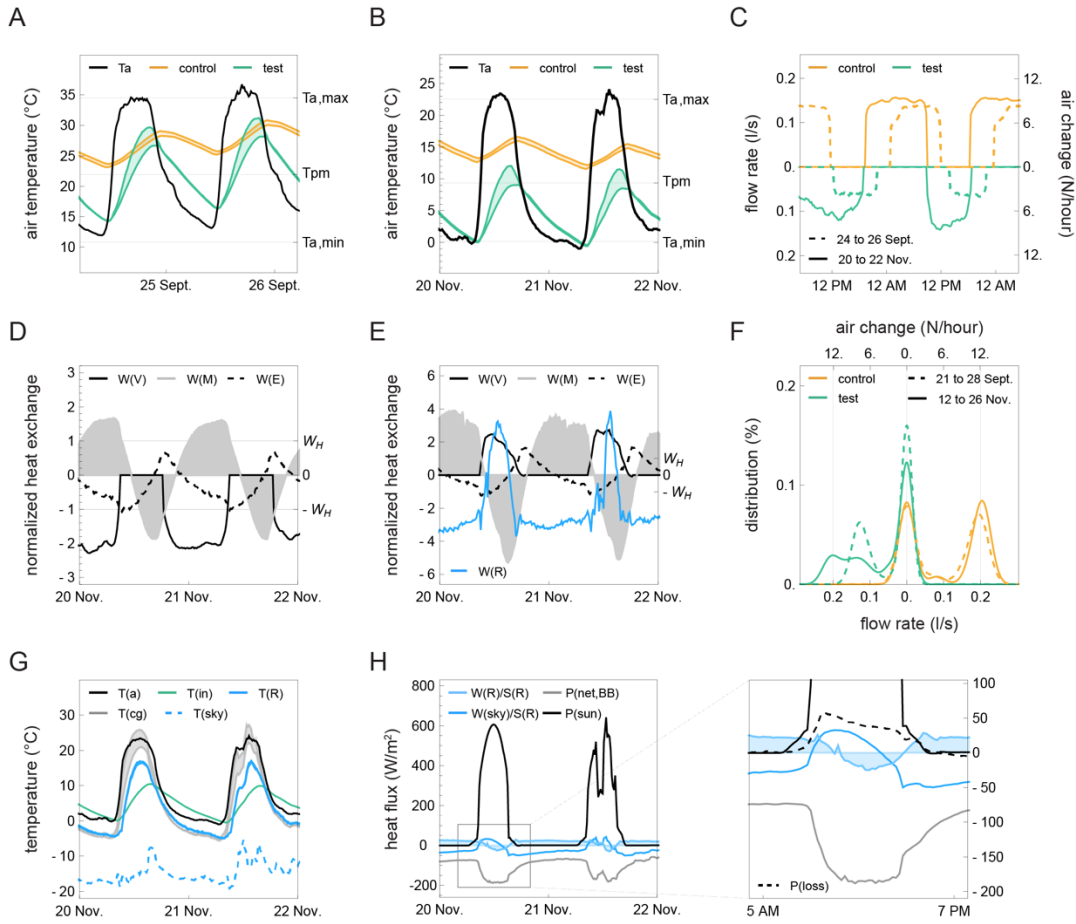 A
Ta control test
air temperature (°C)
35
30
25
20
15
10
Ta,max
Tpm
Ta,min
25 Sept. 26 Sept.
B
Ta control test
air temperature (°C)
25
20
15
10
5
0
Ta,max
Tpm
Ta,min
20 Nov. 21 Nov. 22 Nov.
C
control test
flow rate (l/s)
0.2
0.1
0
0.1
0.2
12.
6.
0
6.
12.
air change (N/hour)
24 to 26 Sept.
20 to 22 Nov.
12 PM 12 AM 12 PM 12 AM
D
W(V) W(M) W(E)
normalized heat exchange
3
2
1
0
- 1
- 2
- 3
WH
0
- WH
20 Nov. 21 Nov. 22 Nov.
E
W(V) W(M) W(E)
normalized heat exchange
6
4
2
0
- 2
- 4
- 6
WH
0
- WH
W(R)
20 Nov. 21 Nov. 22 Nov.
F
air change (N/hour)
12. 6. 0. 6. 12.
control
test
21 to 28 Sept.
12 to 26 Nov.
distribution (%)
0.2
0.1
0.
0.2 0.1 0. 0.1 0.2
flow rate (l/s)
G
T(a) T(in) T(R)
T(cg) T(sky)
temperature (°C)
30
20
10
0
- 10
- 20
20 Nov. 21 Nov. 22 Nov.
H
W(R)/S(R) P(net,BB)
W(sky)/S(R) P(sun)
heat flux (W/m²)
800
600
400
200
0
-200
20 Nov. 21 Nov. 22 Nov.
100
50
0
- 50
- 100
- 150
- 200
P(loss)
5 AM 7 PM